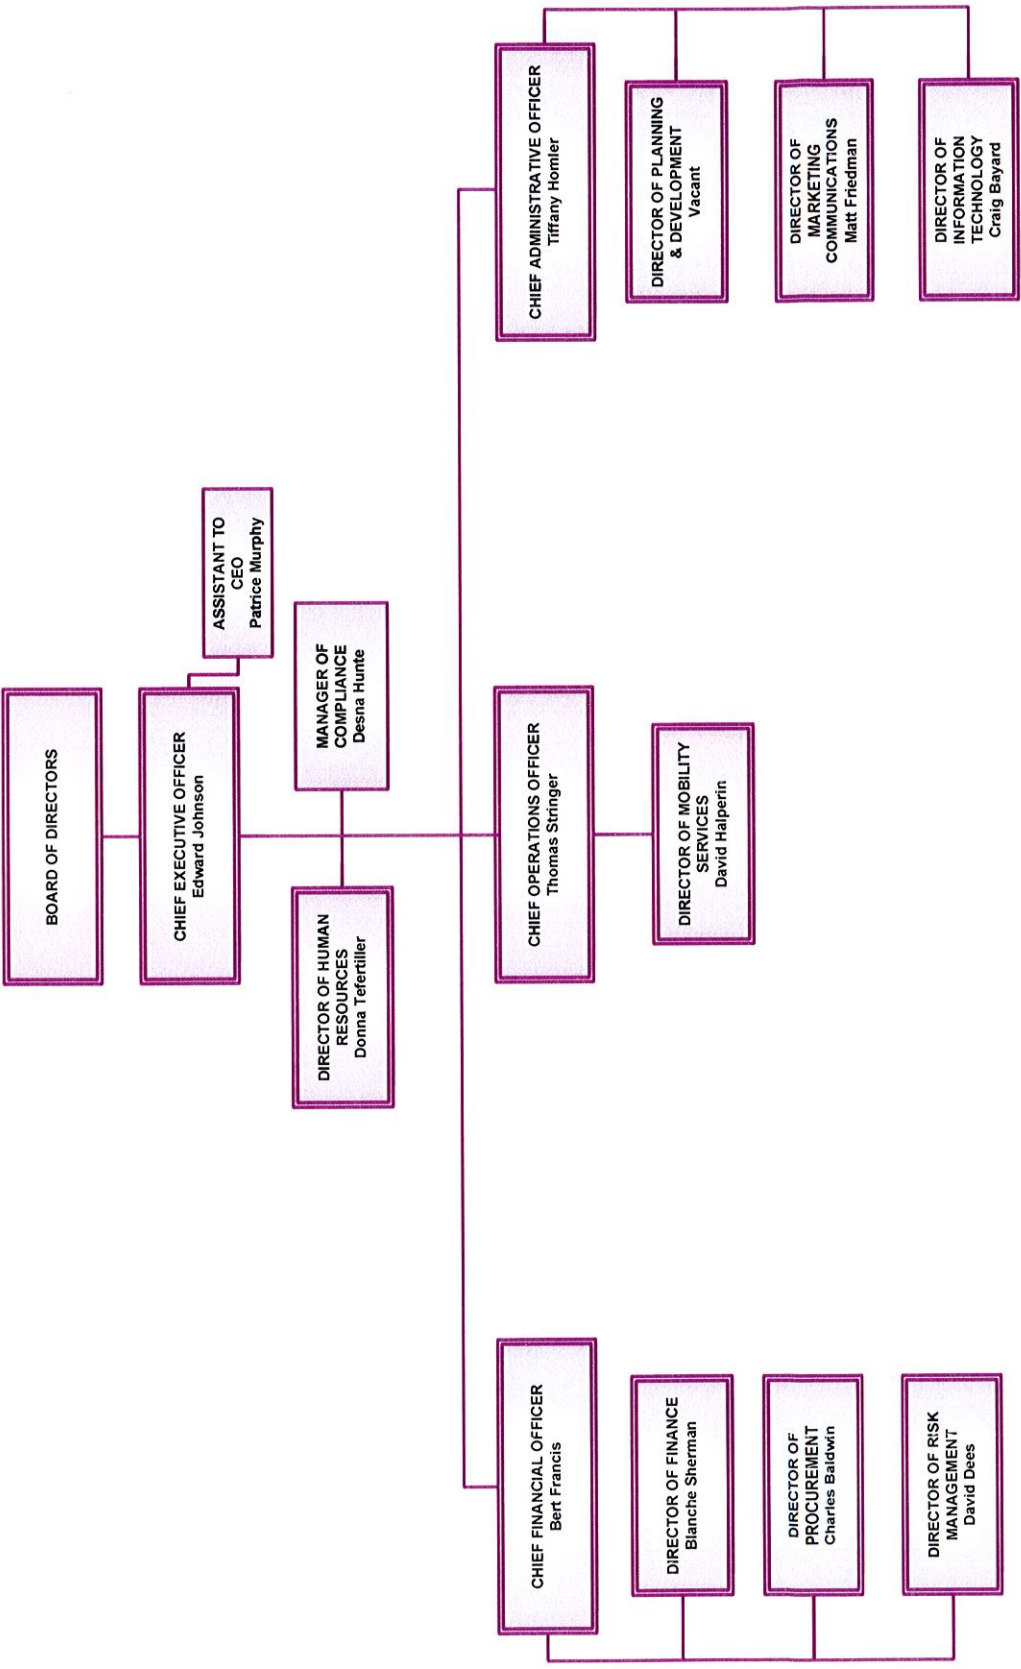 BOARD OF DIRECTORS
CHIEF EXECUTIVE OFFICER
Edward Johnson
ASSISTANT TO
CEO
Patrice Murphy
DIRECTOR OF HUMAN
RESOURCES
Donna Tefertiller
MANAGER OF
COMPLIANCE
Desna Hunte
CHIEF FINANCIAL OFFICER
Bert Francis
DIRECTOR OF FINANCE
Blanche Sherman
DIRECTOR OF
PROCUREMENT
Charles Baldwin
DIRECTOR OF RISK
MANAGEMENT
David Dees
CHIEF OPERATIONS OFFICER
Thomas Stringer
DIRECTOR OF MOBILITY
SERVICES
David Halperin
CHIEF ADMINISTRATIVE OFFICER
Tiffany Homler
DIRECTOR OF PLANNING
& DEVELOPMENT
Vacant
DIRECTOR OF
MARKETING
COMMUNICATIONS
Matt Friedman
DIRECTOR OF
INFORMATION
TECHNOLOGY
Craig Bayard